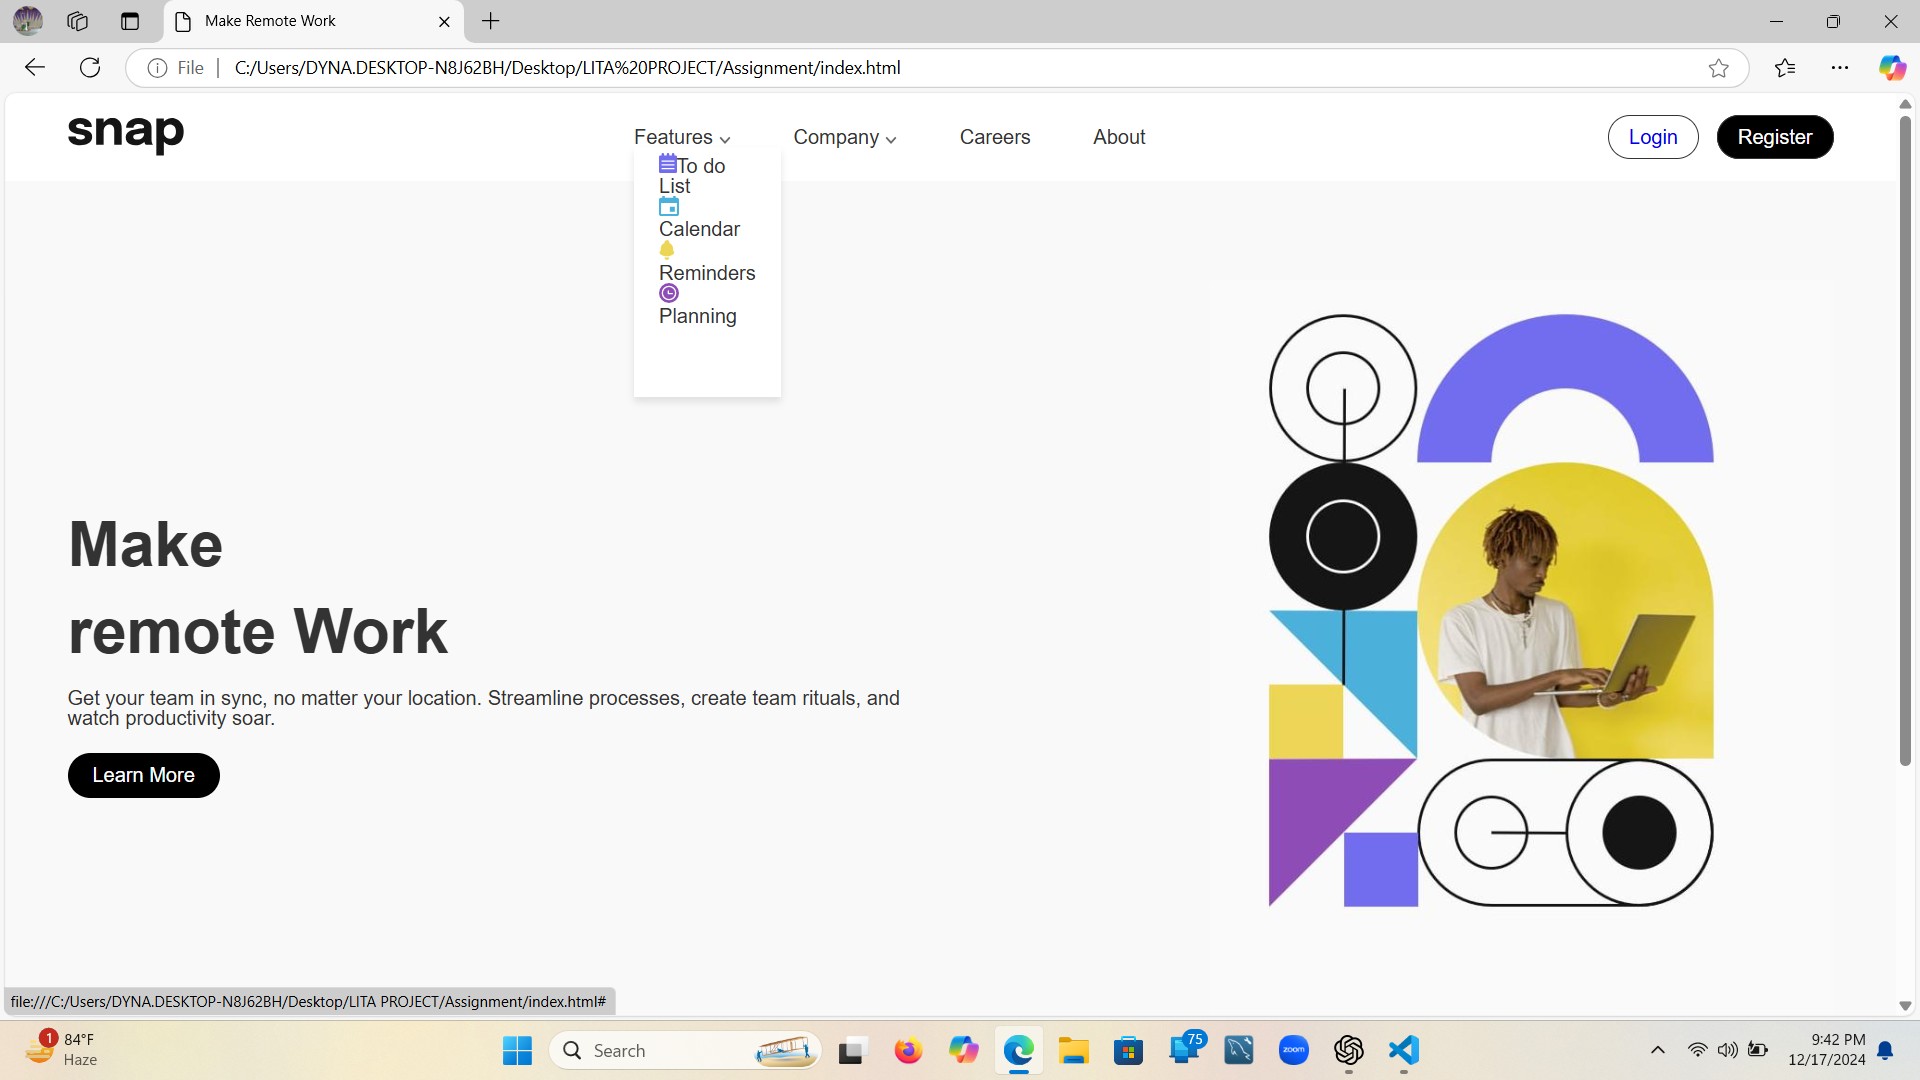 Make Remote Work
File
C:/Users/DYNA.DESKTOP-N8J62BH/Desktop/LITA%20PROJECT/Assignment/index.html
snap
Features
Company
Careers
About
Login
Register
To do
List
Calendar
Reminders
Planning
Make
remote Work
Get your team in sync, no matter your location. Streamline processes, create team rituals, and
watch productivity soar.
Learn More
file:///C:/Users/DYNA.DESKTOP-N8J62BH/Desktop/LITA PROJECT/Assignment/index.html#
1
84°F
Haze
Search
75
zoom
9:42 PM
12/17/2024